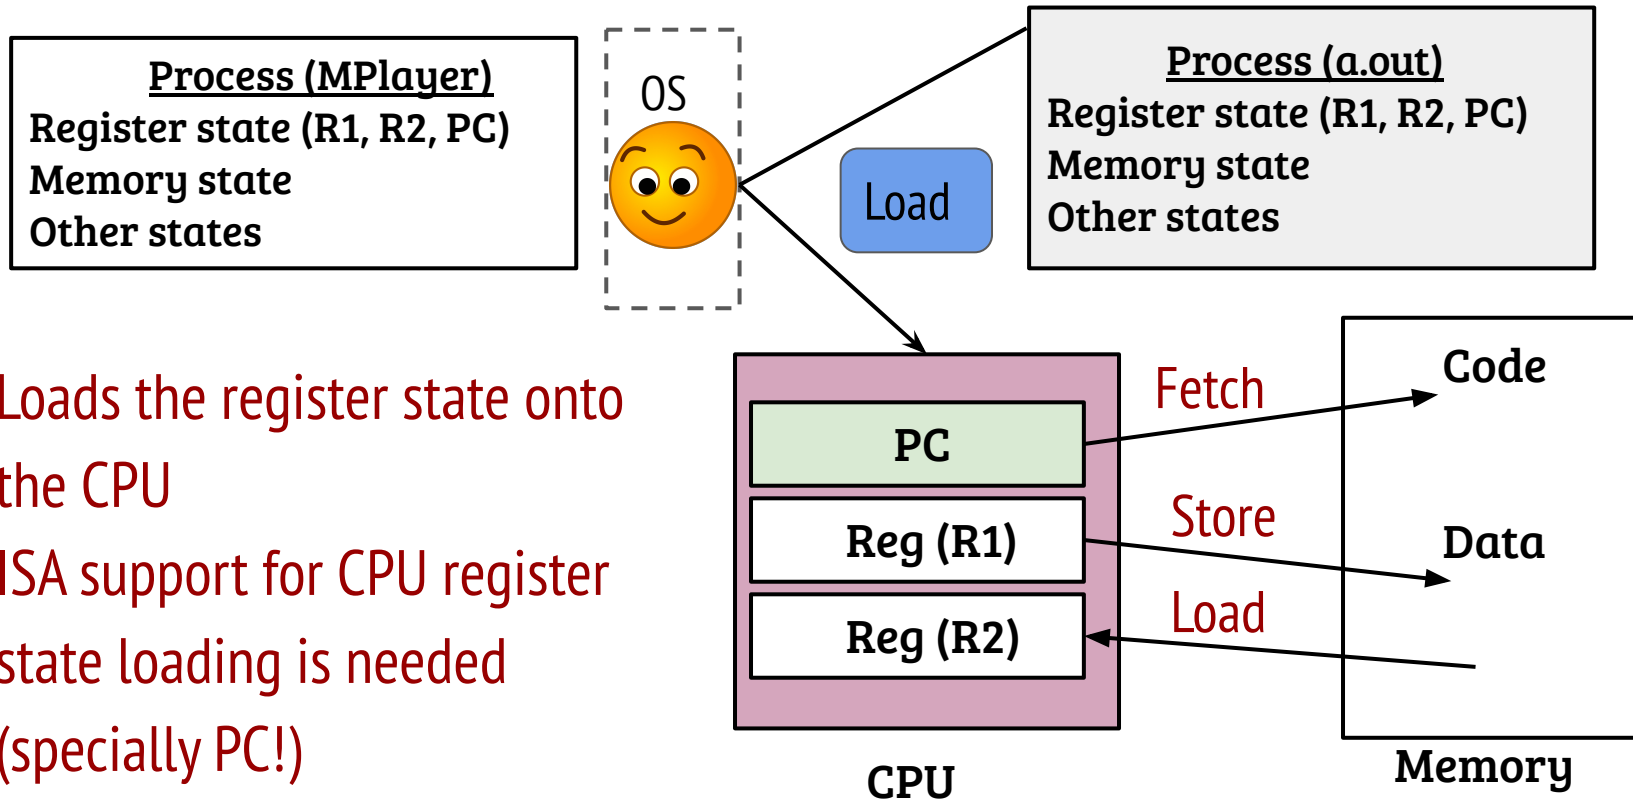 Process (MPlayer)
Register state (R1, R2, PC)
Memory state
Other states
OS
Load
Process (a.out)
Register state (R1, R2, PC)
Memory state
Other states
Loads the register state onto
the CPU
ISA support for CPU register
state loading is needed
(specially PC!)
PC
Reg (R1)
Reg (R2)
CPU
Fetch
Store
Load
Code
Data
Memory